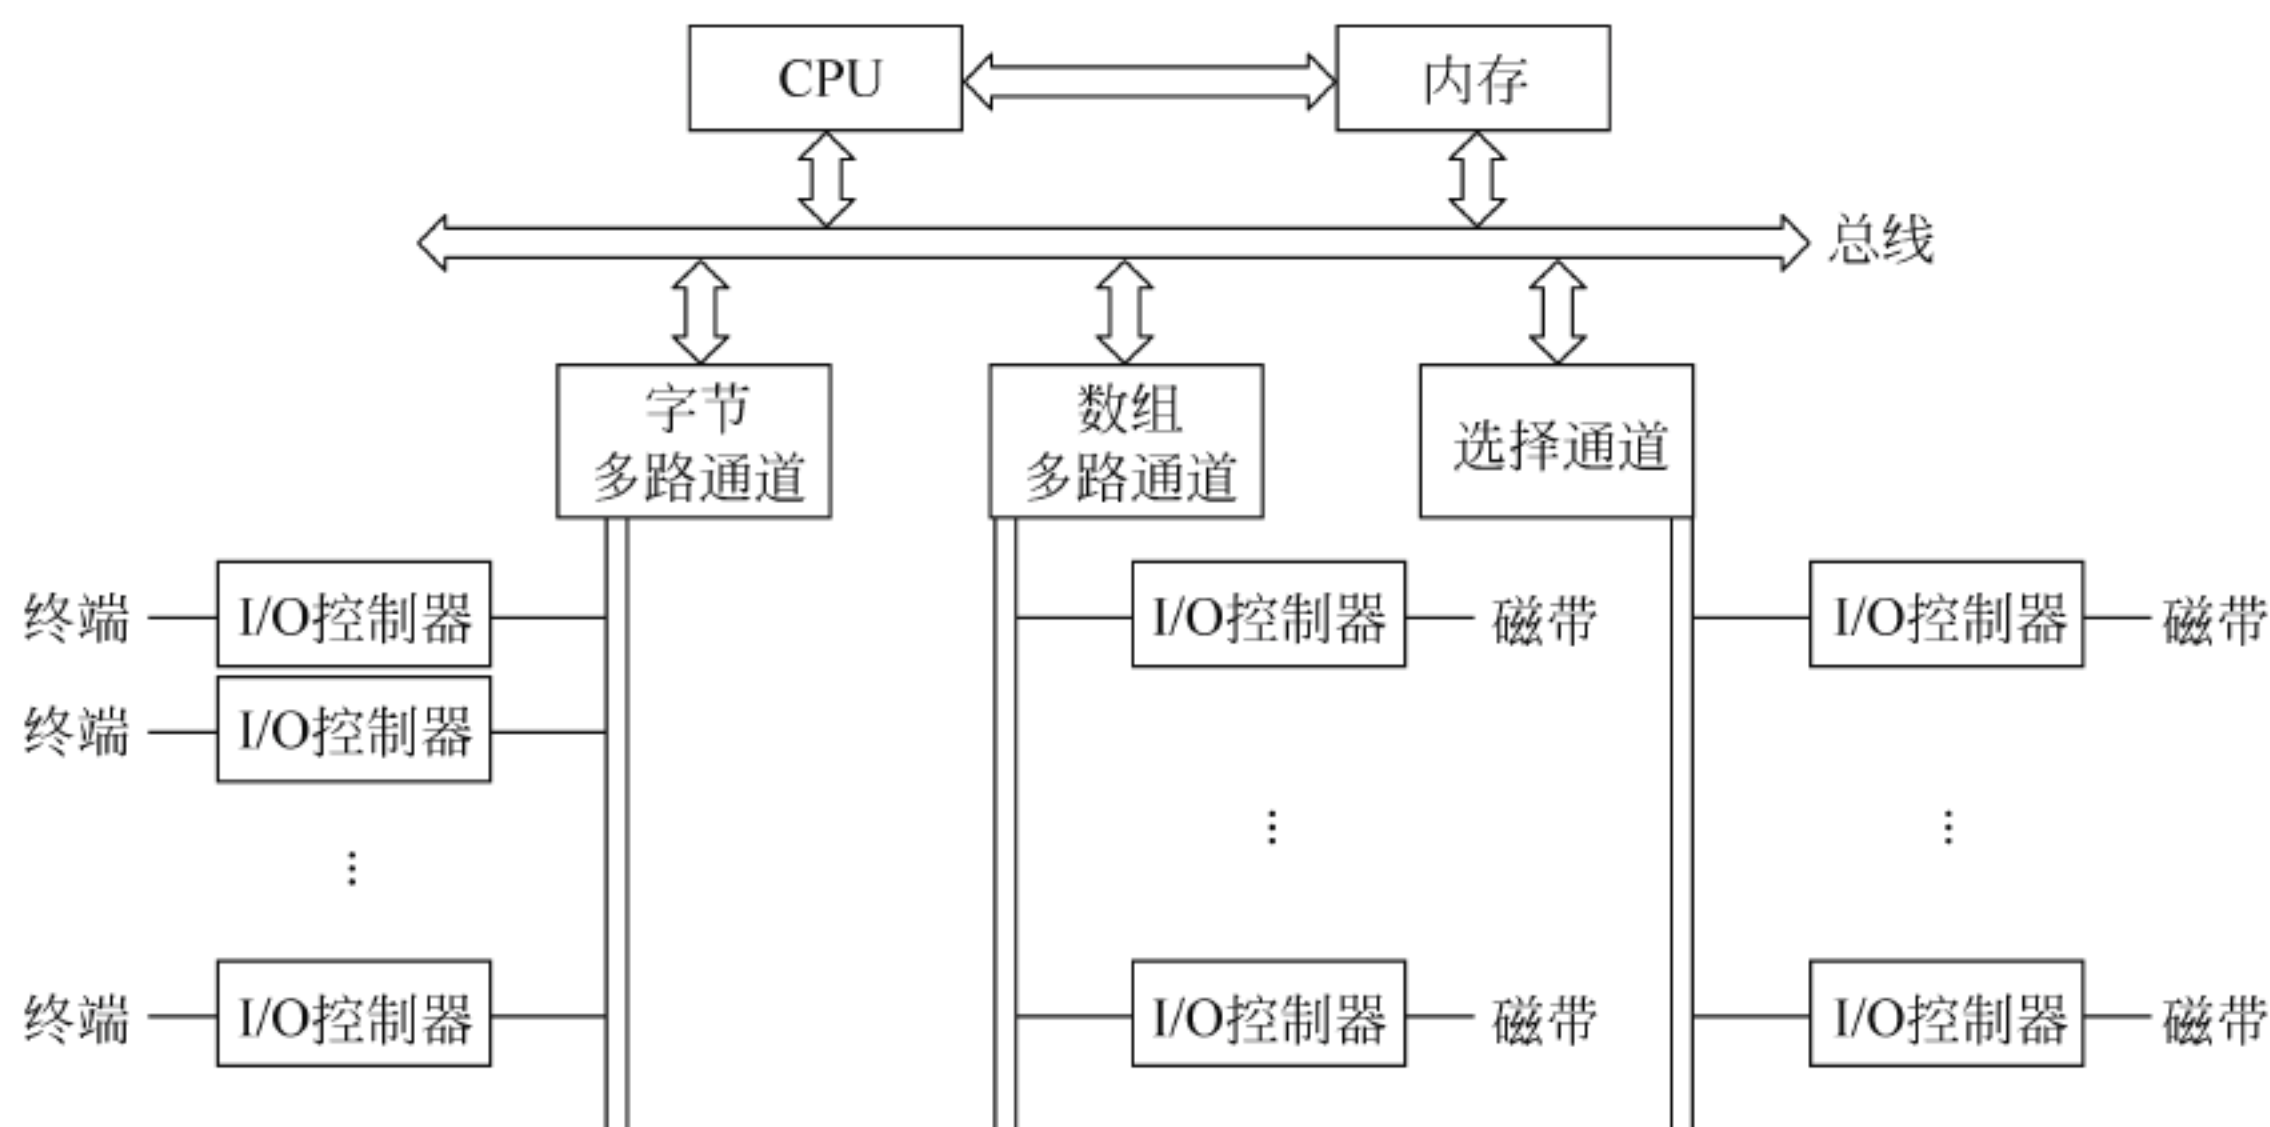 CPU
内存
总线
字节
多路通道
数组
多路通道
选择通道
终端
I/O控制器
I/O控制器
磁带
I/O控制器
磁带
终端
I/O控制器
⋮
⋮
⋮
终端
I/O控制器
I/O控制器
磁带
I/O控制器
磁带